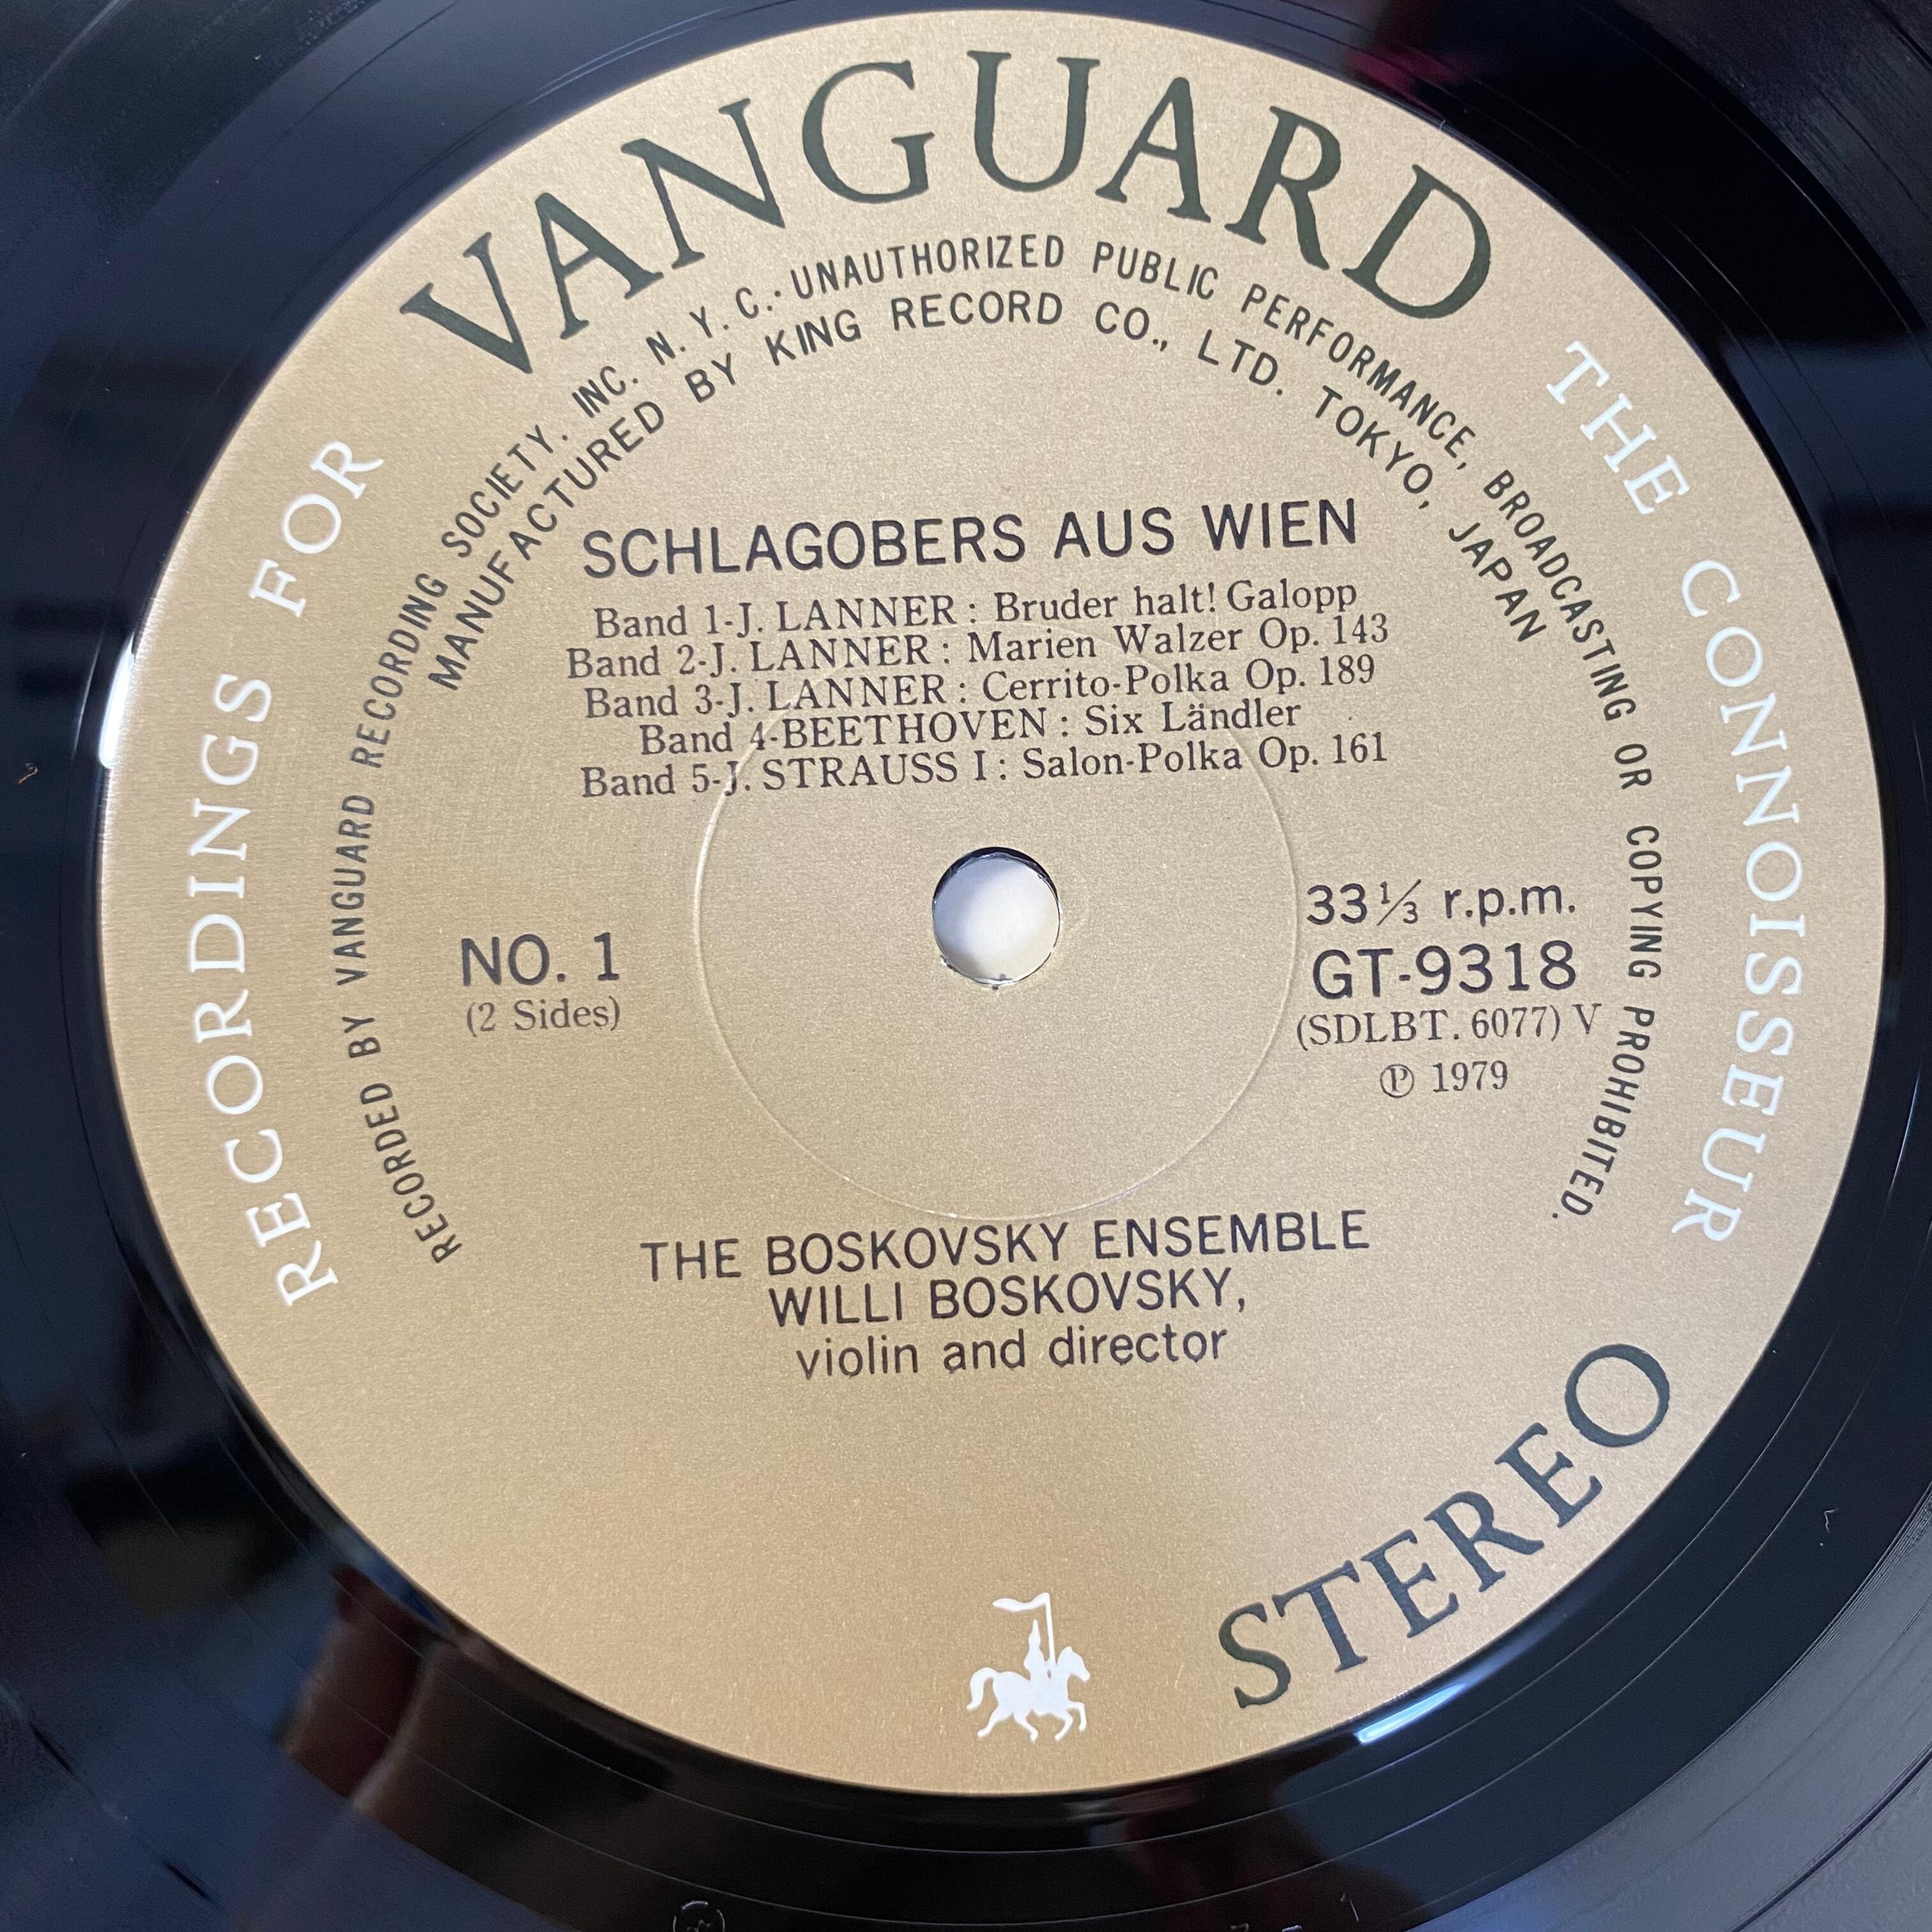 VANGUARD
RECORDINGS FOR THE CONNOISSEUR
RECORDED BY VANGUARD RECORDING SOCIETY. INC. N. Y. C.·UNAUTHORIZED PUBLIC PERFORMANCE, BROADCASTING OR COPYING PROHIBITED.
MANUFACTURED BY KING RECORD CO., LTD. TOKYO, JAPAN
SCHLAGOBERS AUS WIEN
Band 1-J. LANNER : Bruder halt! Galopp
Band 2-J. LANNER : Marien Walzer Op. 143
Band 3-J. LANNER : Cerrito-Polka Op. 189
Band 4-BEETHOVEN : Six Ländler
Band 5-J. STRAUSS I : Salon-Polka Op. 161
NO. 1
(2 Sides)
33⅓ r.p.m.
GT-9318
(SDLBT. 6077) V
℗ 1979
THE BOSKOVSKY ENSEMBLE
WILLI BOSKOVSKY,
violin and director
STEREO